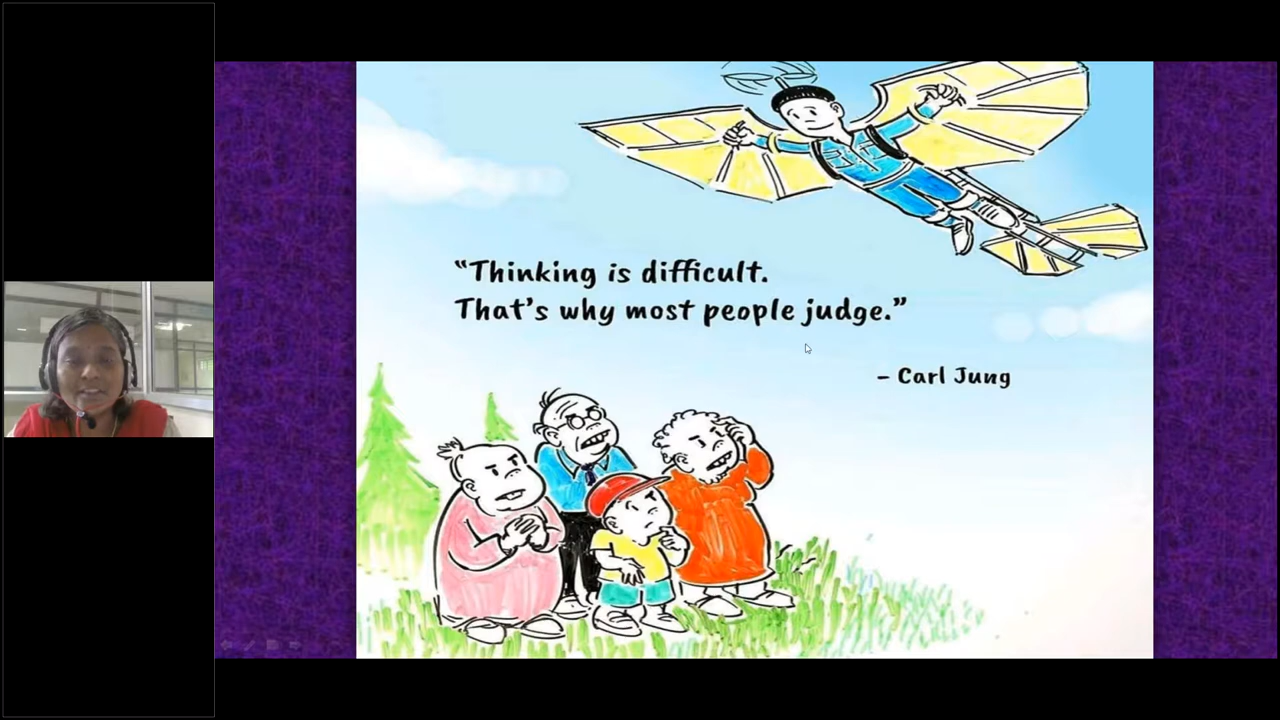 “Thinking is difficult.
That’s why most people judge.”
– Carl Jung